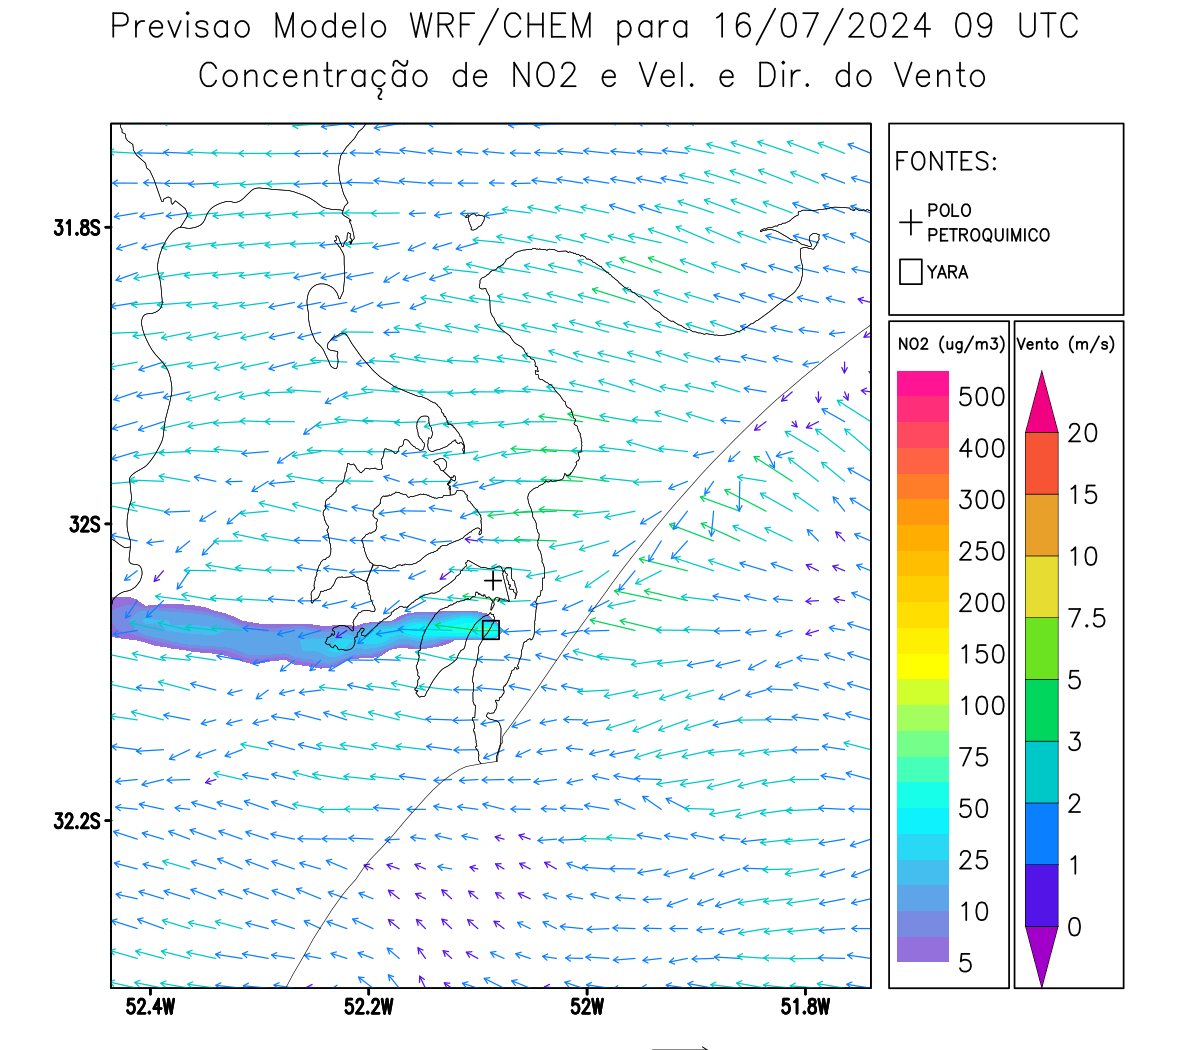 Previsao Modelo WRF/CHEM para 16/07/2024 09 UTC
Concentração de NO2 e Vel. e Dir. do Vento
FONTES:
POLO
PETROQUIMICO
YARA
NO2 (ug/m3)
500
400
300
250
200
150
100
75
50
25
10
5
Vento (m/s)
20
15
10
7.5
5
3
2
1
0
31.8S
32S
32.2S
52.4W
52.2W
52W
51.8W